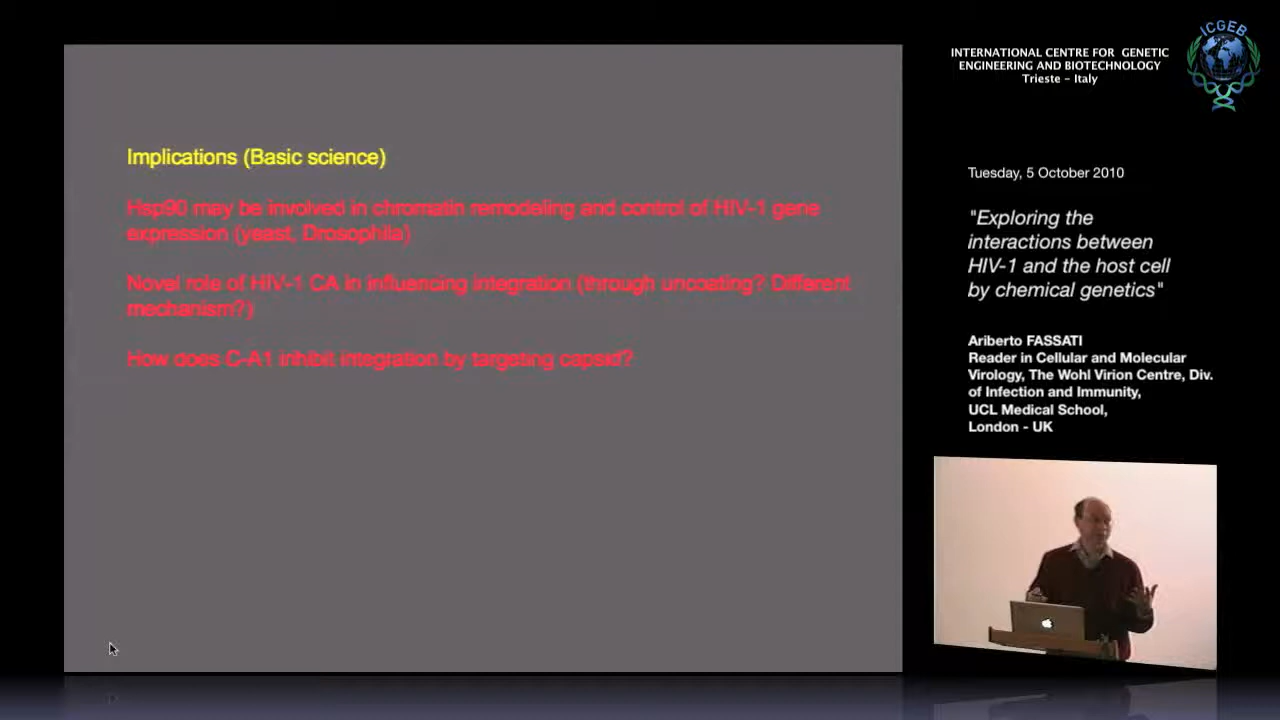 Implications (Basic science)
Hsp90 may be involved in chromatin remodeling and control of HIV-1 gene
expression (yeast, Drosophila)
Novel role of HIV-1 CA in influencing integration (through uncoating? Different
mechanism?)
How does C-A1 inhibit integration by targeting capsid?
INTERNATIONAL CENTRE FOR GENETIC
ENGINEERING AND BIOTECHNOLOGY
Trieste - Italy
ICGEB
Tuesday, 5 October 2010
"Exploring the
interactions between
HIV-1 and the host cell
by chemical genetics"
Ariberto FASSATI
Reader in Cellular and Molecular
Virology, The Wohl Virion Centre, Div.
of Infection and Immunity,
UCL Medical School,
London - UK